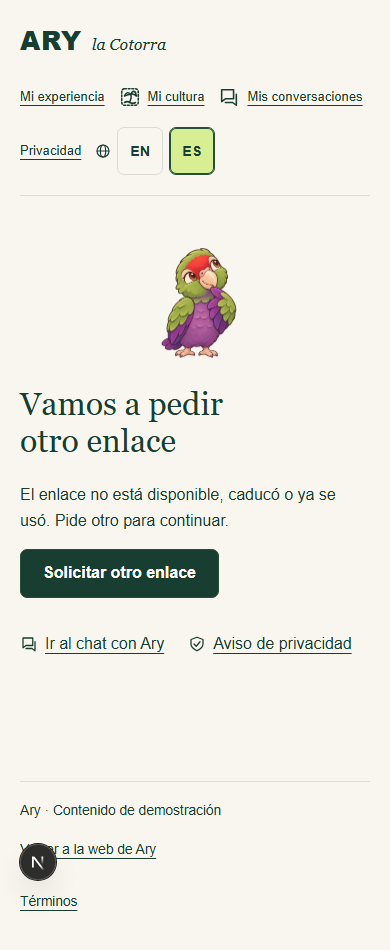 ARY la Cotorra
Mi experiencia Mi cultura Mis conversaciones
Privacidad EN ES
Vamos a pedir
otro enlace
El enlace no está disponible, caducó o ya se
usó. Pide otro para continuar.
Solicitar otro enlace
Ir al chat con Ary Aviso de privacidad
Ary · Contenido de demostración
a la web de Ary
N
Términos